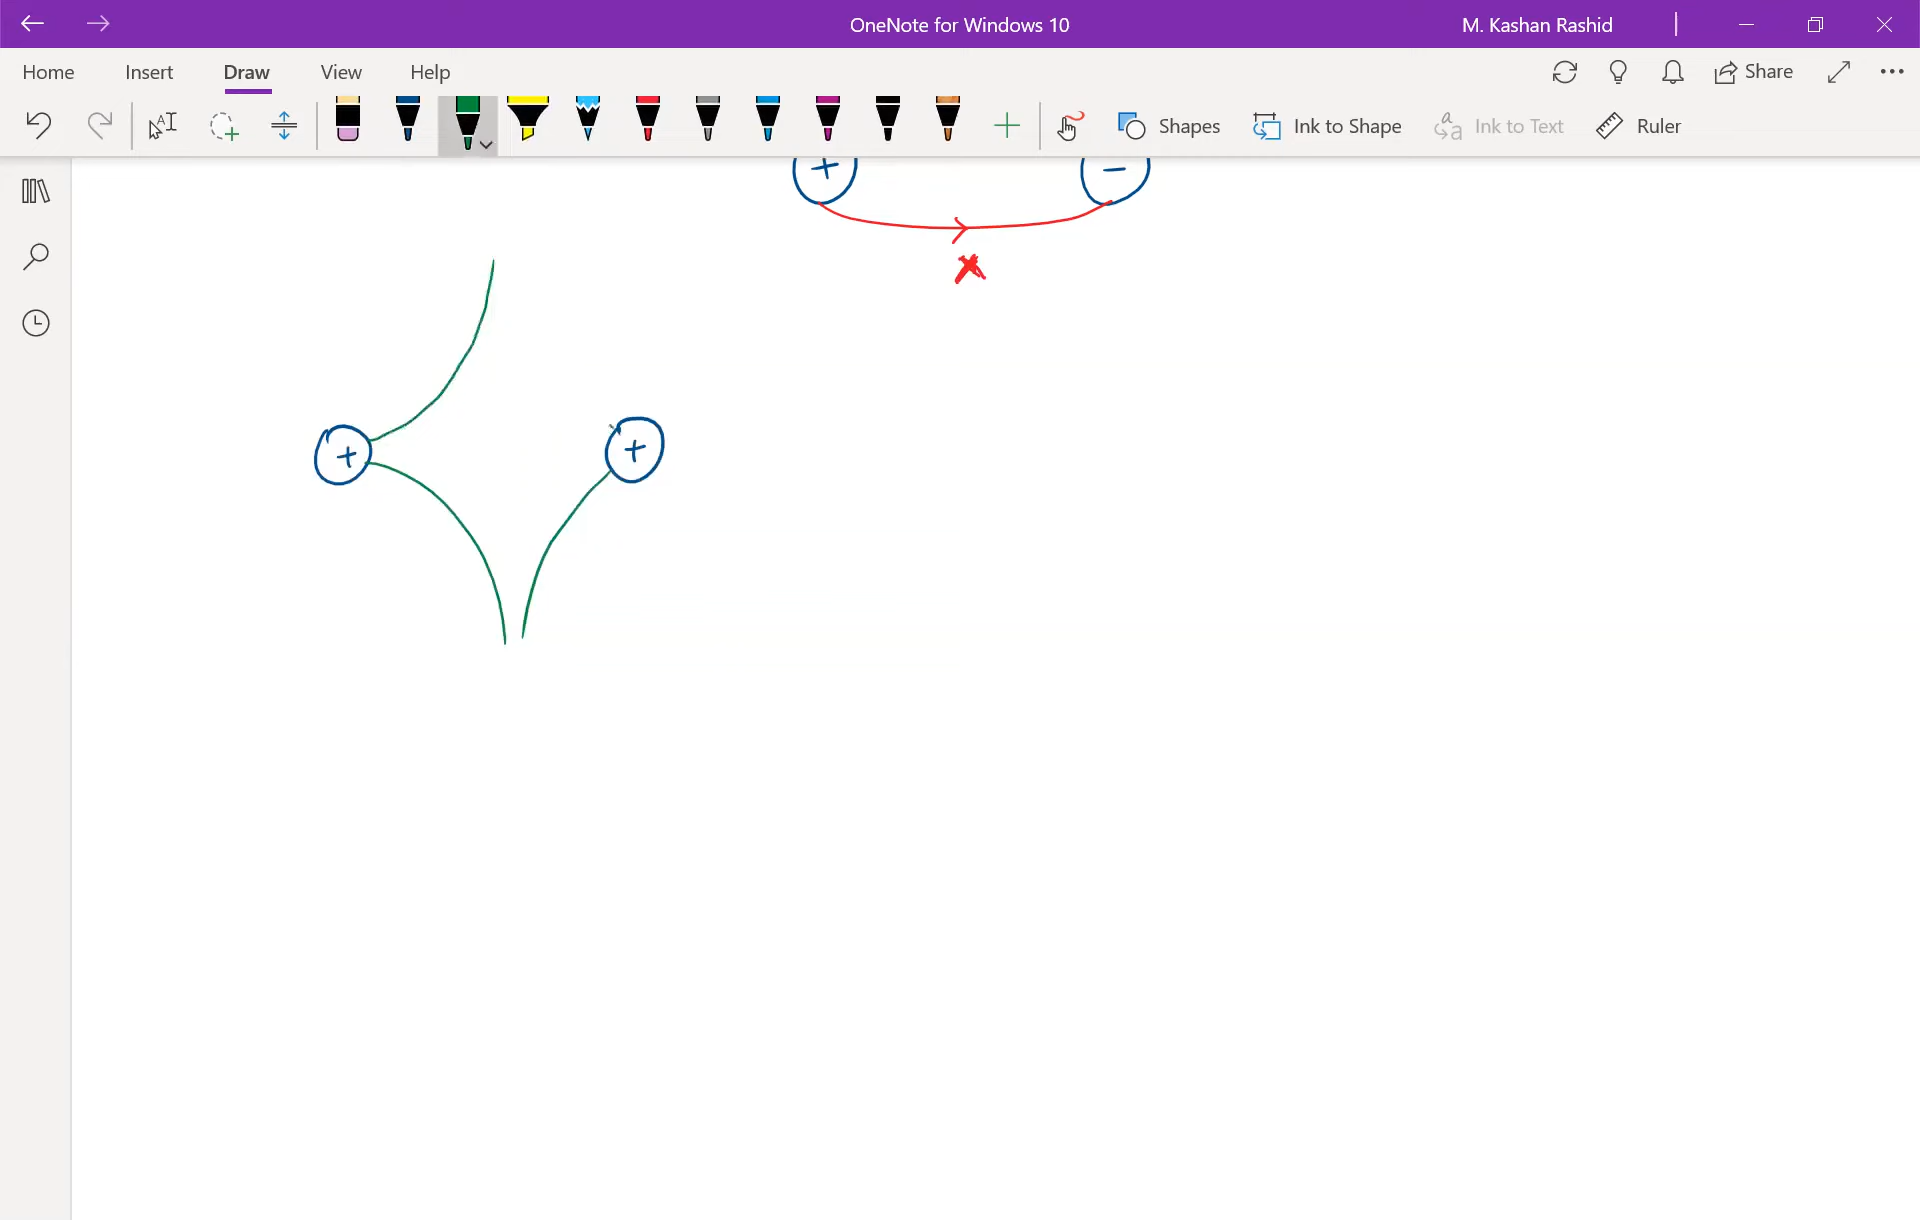 OneNote for Windows 10
M. Kashan Rashid
Home Insert Draw View Help
Share
Shapes Ink to Shape Ink to Text Ruler
+ −
+ +